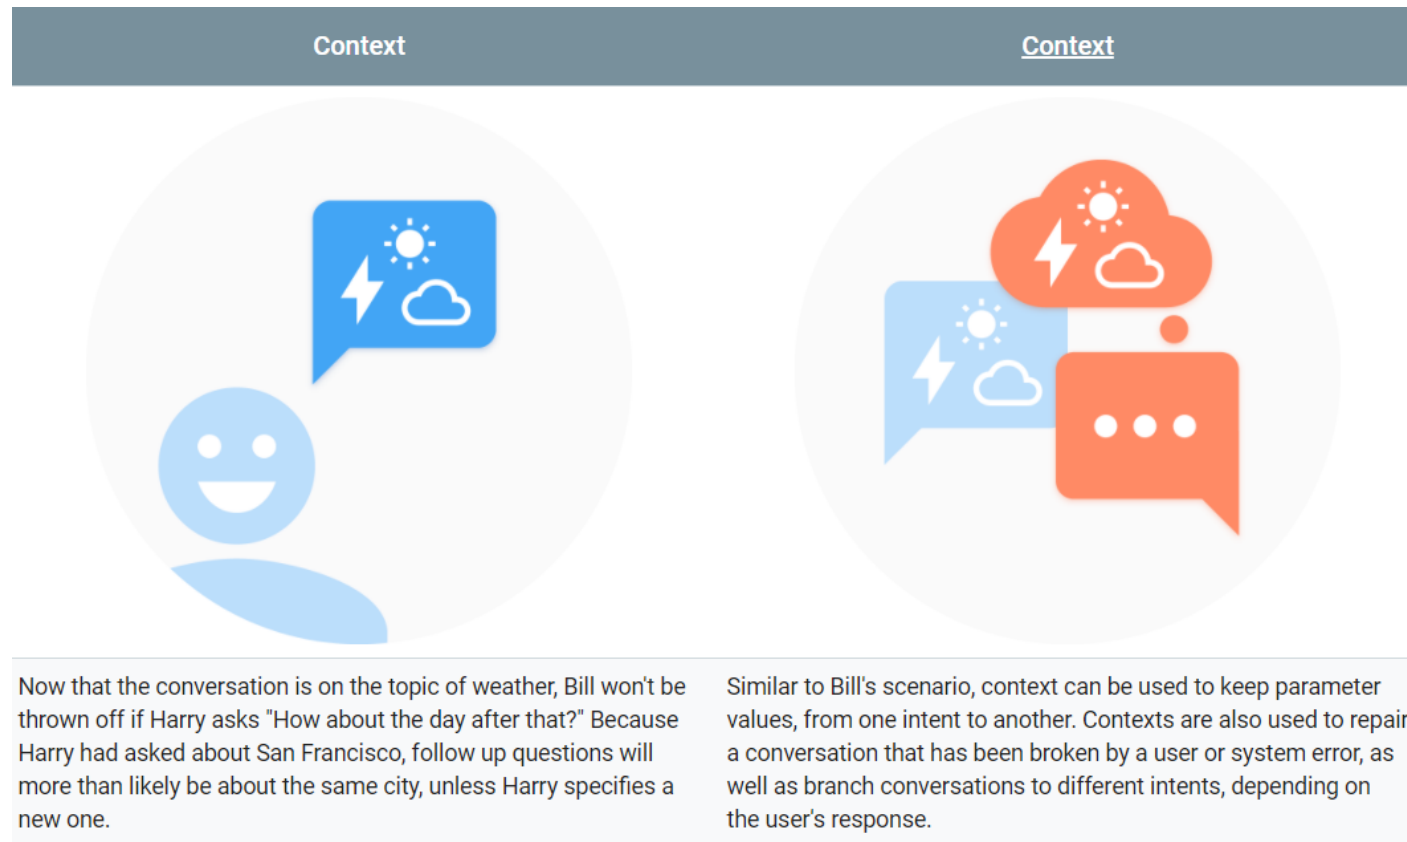 Context
Context
Now that the conversation is on the topic of weather, Bill won't be
thrown off if Harry asks "How about the day after that?" Because
Harry had asked about San Francisco, follow up questions will
more than likely be about the same city, unless Harry specifies a
new one.
Similar to Bill's scenario, context can be used to keep parameter
values, from one intent to another. Contexts are also used to repair
a conversation that has been broken by a user or system error, as
well as branch conversations to different intents, depending on
the user's response.